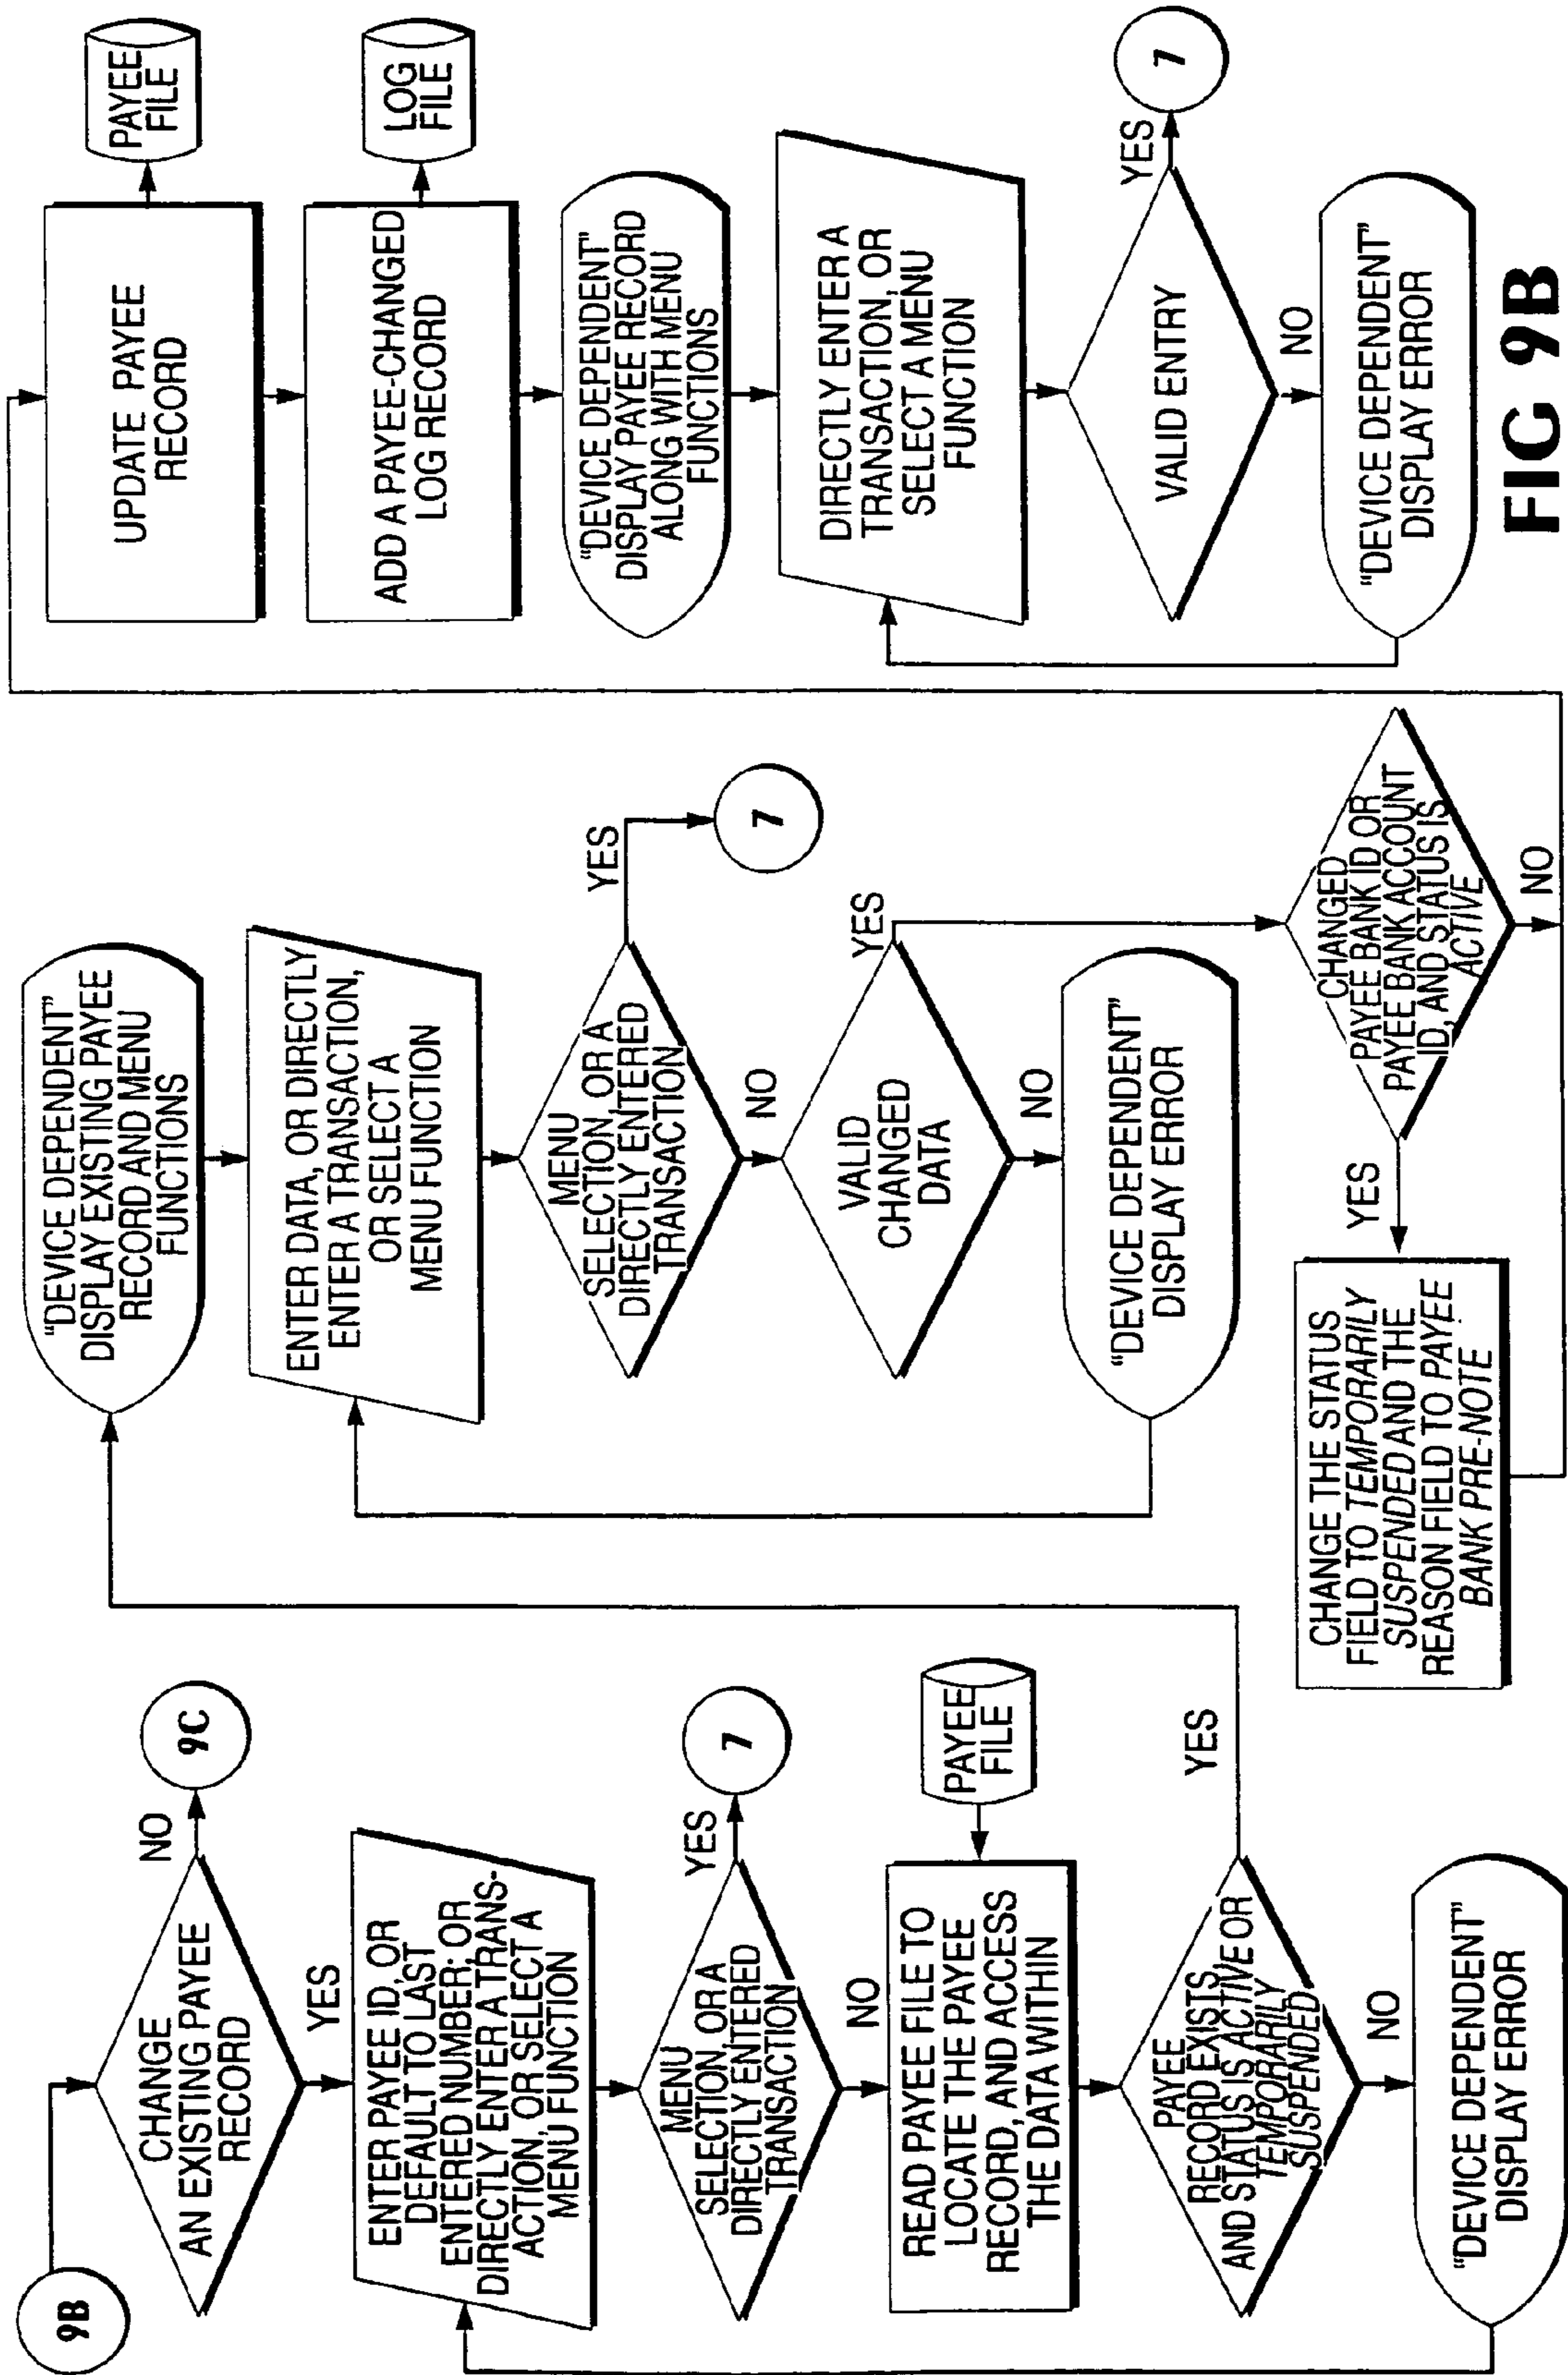 9B
CHANGE
AN EXISTING PAYEE
RECORD
NO
9C
YES
ENTER PAYEE ID, OR
DEFAULT TO LAST
ENTERED NUMBER; OR
DIRECTLY ENTER A TRANS-
ACTION, OR SELECT A
MENU FUNCTION
MENU
SELECTION, OR A
DIRECTLY ENTERED
TRANSACTION
YES
7
NO
READ PAYEE FILE TO
LOCATE THE PAYEE
RECORD, AND ACCESS
THE DATA WITHIN
PAYEE
FILE
PAYEE
RECORD EXISTS,
AND STATUS IS ACTIVE OR
TEMPORARILY
SUSPENDED
YES
NO
"DEVICE DEPENDENT"
DISPLAY ERROR
"DEVICE DEPENDENT"
DISPLAY EXISTING PAYEE
RECORD AND MENU
FUNCTIONS
ENTER DATA, OR DIRECTLY
ENTER A TRANSACTION,
OR SELECT A
MENU FUNCTION
MENU
SELECTION, OR A
DIRECTLY ENTERED
TRANSACTION
YES
7
NO
VALID
CHANGED
DATA
YES
NO
"DEVICE DEPENDENT"
DISPLAY ERROR
CHANGED
PAYEE BANK ID OR
PAYEE BANK ACCOUNT
ID, AND STATUS IS
ACTIVE
YES
NO
CHANGE THE STATUS
FIELD TO TEMPORARILY
SUSPENDED AND THE
REASON FIELD TO PAYEE
BANK PRE-NOTE
UPDATE PAYEE
RECORD
PAYEE
FILE
ADD A PAYEE-CHANGED
LOG RECORD
LOG
FILE
"DEVICE DEPENDENT"
DISPLAY PAYEE RECORD
ALONG WITH MENU
FUNCTIONS
DIRECTLY ENTER A
TRANSACTION, OR
SELECT A MENU
FUNCTION
VALID ENTRY
YES
7
NO
"DEVICE DEPENDENT"
DISPLAY ERROR
FIG 9B